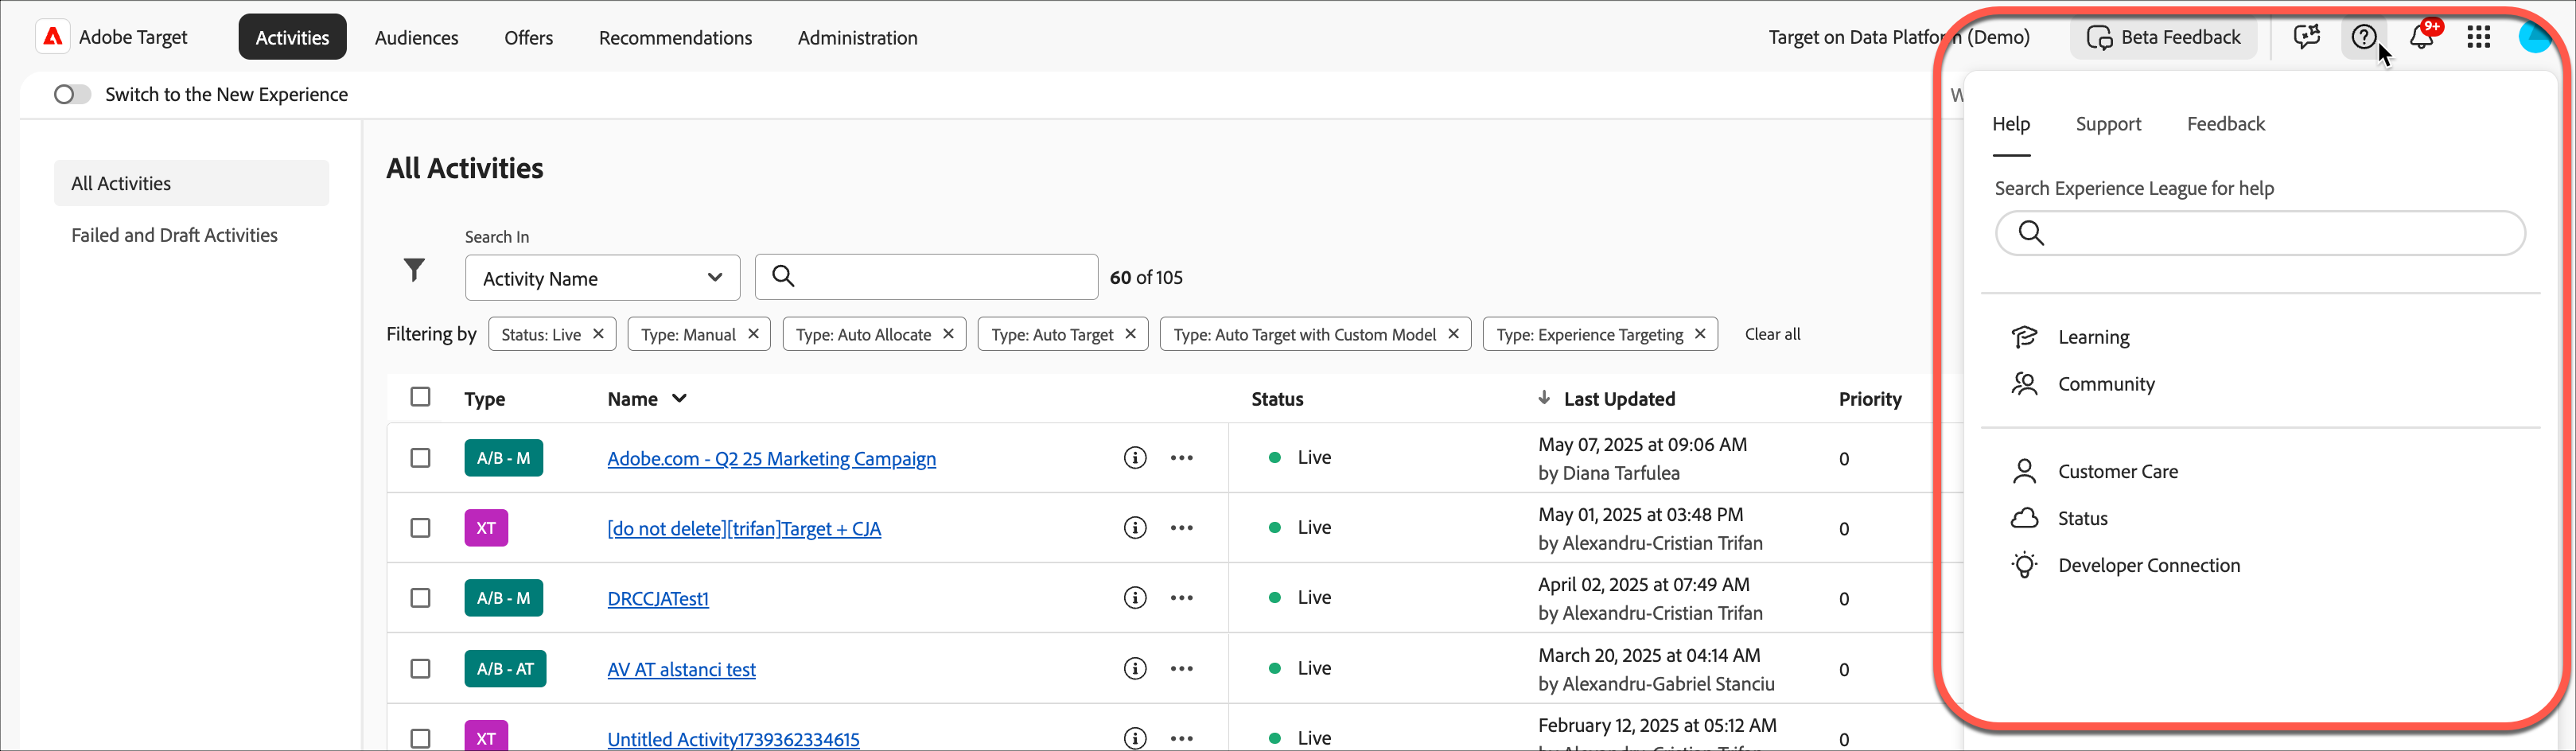 Adobe Target Activities Audiences Offers Recommendations Administration Target on Data Platform (Demo) Beta Feedback 9+
Switch to the New Experience W
All Activities
Failed and Draft Activities
All Activities
Search In
Activity Name 60 of 105
Filtering by Status: Live Type: Manual Type: Auto Allocate Type: Auto Target Type: Auto Target with Custom Model Type: Experience Targeting Clear all
Type Name Status Last Updated Priority
A/B - M Adobe.com - Q2 25 Marketing Campaign Live May 07, 2025 at 09:06 AM 0
by Diana Tarfulea
XT [do not delete][trifan]Target + CJA Live May 01, 2025 at 03:48 PM 0
by Alexandru-Cristian Trifan
A/B - M DRCCJATest1 Live April 02, 2025 at 07:49 AM 0
by Alexandru-Cristian Trifan
A/B - AT AV AT alstanci test Live March 20, 2025 at 04:14 AM 0
by Alexandru-Gabriel Stanciu
XT Untitled Activity1739362334615 Live February 12, 2025 at 05:12 AM 0
Help Support Feedback
Search Experience League for help
Learning
Community
Customer Care
Status
Developer Connection